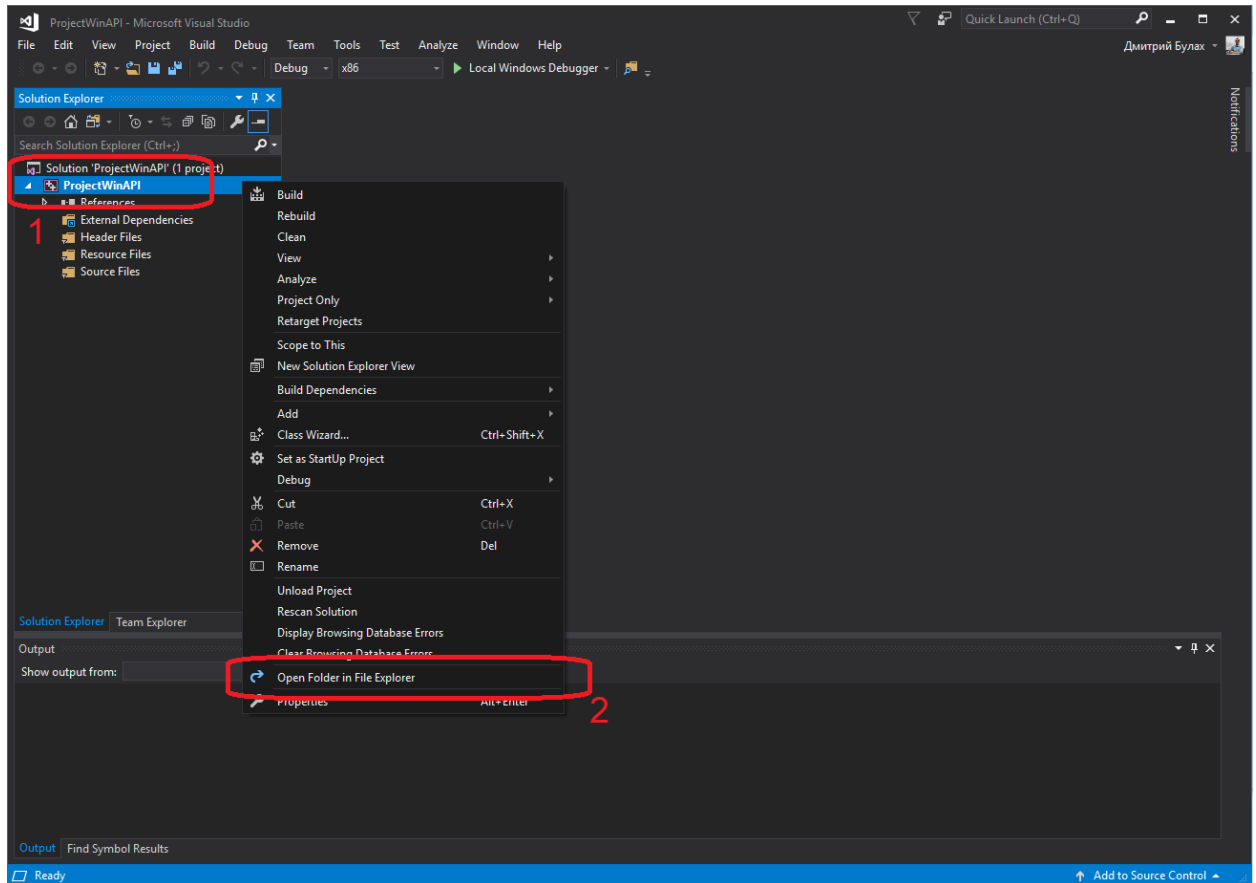 ProjectWinAPI - Microsoft Visual Studio
Quick Launch (Ctrl+Q)
File Edit View Project Build Debug Team Tools Test Analyze Window Help
Дмитрий Булах
Debug x86 Local Windows Debugger
Solution Explorer
Notifications
Search Solution Explorer (Ctrl+;)
Solution 'ProjectWinAPI' (1 project)
ProjectWinAPI
References
1
External Dependencies
Header Files
Resource Files
Source Files
Build
Rebuild
Clean
View
Analyze
Project Only
Retarget Projects
Scope to This
New Solution Explorer View
Build Dependencies
Add
Class Wizard... Ctrl+Shift+X
Set as StartUp Project
Debug
Cut Ctrl+X
Paste Ctrl+V
Remove Del
Rename
Unload Project
Rescan Solution
Display Browsing Database Errors
Clear Browsing Database Errors
Open Folder in File Explorer
Properties Alt+Enter
2
Solution Explorer Team Explorer
Output
Show output from:
Output Find Symbol Results
Ready
Add to Source Control